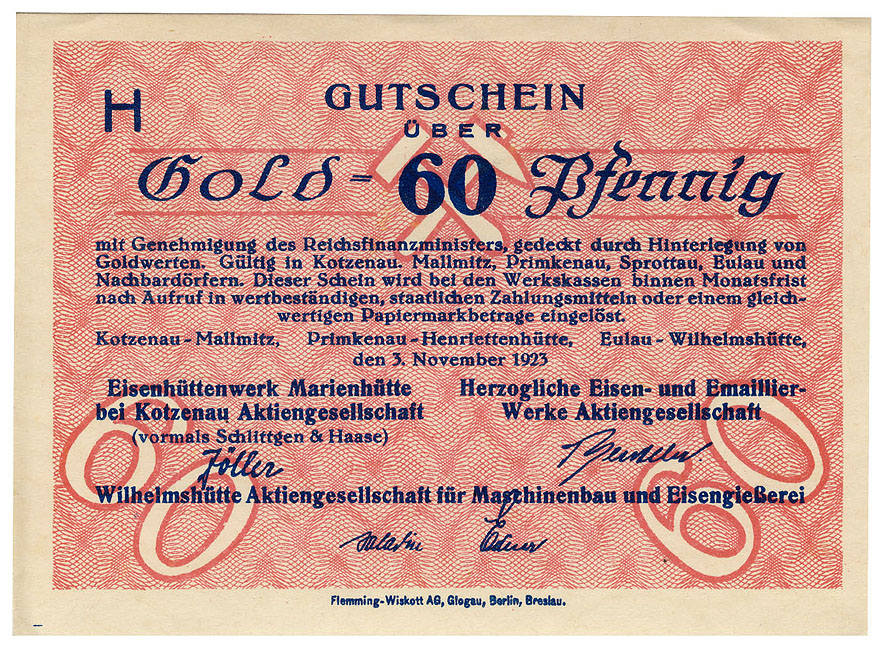 H
GUTSCHEIN
ÜBER
Gold = 60 Pfennig
mit Genehmigung des Reichsfinanzministers, gedeckt durch Hinterlegung von
Goldwerten. Gültig in Kotzenau. Mallmitz, Primkenau, Sprottau, Eulau und
Nachbardörfern. Dieser Schein wird bei den Werkskassen binnen Monatsfrist
nach Aufruf in wertbeständigen, staatlichen Zahlungsmitteln oder einem gleich-
wertigen Papiermarkbetrage eingelöst.
Kotzenau-Mallmitz, Primkenau-Henriettenhütte, Eulau-Wilhelmshütte,
den 3. November 1923
Eisenhüttenwerk Marienhütte
bei Kotzenau Aktiengesellschaft
(vormals Schlittgen & Haase)
Herzogliche Eisen- und Emaillier-
Werke Aktiengesellschaft
60
60
Wilhelmshütte Aktiengesellschaft für Maschinenbau und Eisengießerei
Flemming-Wiskott AG, Glogau, Berlin, Breslau.